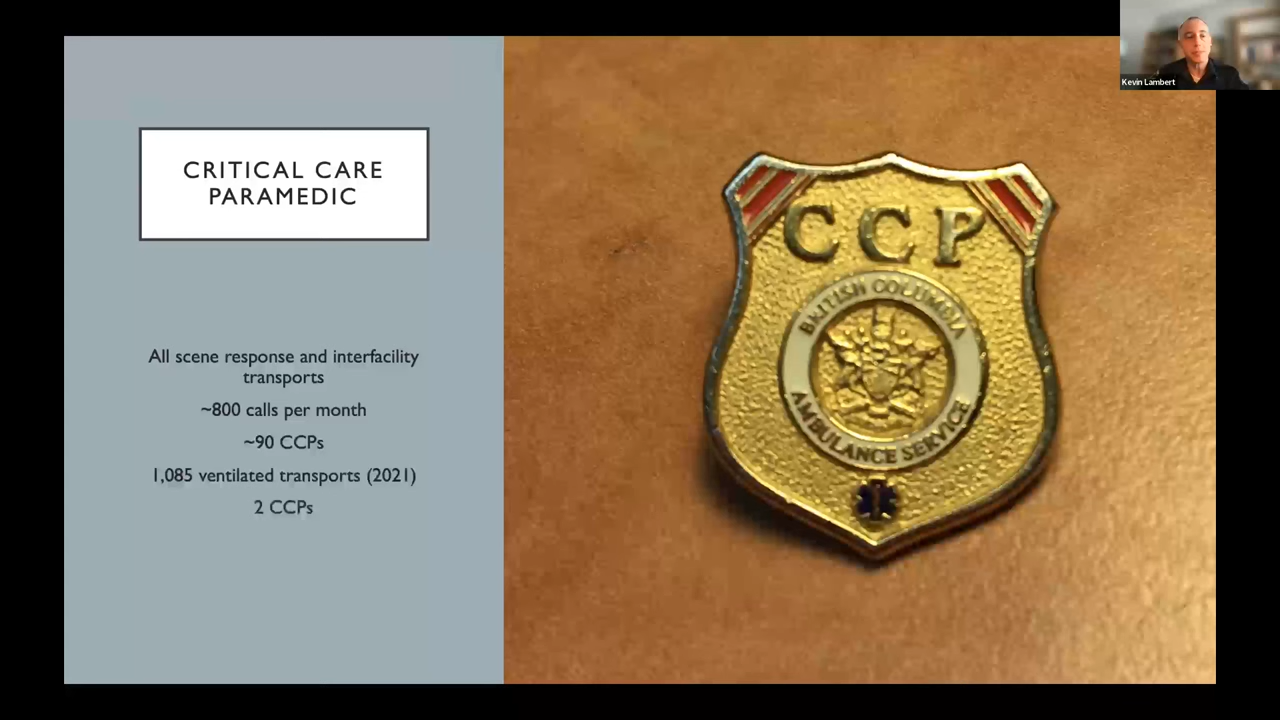 CRITICAL CARE
PARAMEDIC
All scene response and interfacility
transports
~800 calls per month
~90 CCPs
1,085 ventilated transports (2021)
2 CCPs
CCP
BRITISH COLUMBIA
AMBULANCE SERVICE
Kevin Lambert